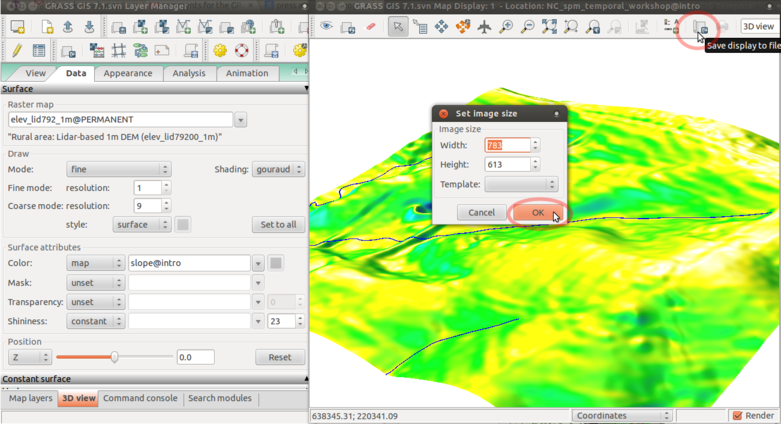 GRASS GIS 7.1.svn Layer Manager
GRASS GIS 7.1.svn Map Display: 1 - Location: NC_spm_temporal_workshop@intro
3D view
Save display to file
View Data Appearance Analysis Animation
Surface
Raster map
elev_lid792_1m@PERMANENT
"Rural area: Lidar-based 1m DEM (elev_lid79200_1m)"
Draw
Mode: fine Shading: gouraud
Fine mode: resolution: 1
Coarse mode: resolution: 9
style: surface Set to all
Surface attributes
Color: map slope@intro
Mask: unset
Transparency: unset 0
Shininess: constant 23
Position
Z 0.0 Reset
Constant surface
Map layers 3D view Command console Search modules
Set image size
Image size
Width: 783
Height: 613
Template:
Cancel OK
638345.31; 220341.09 Coordinates Render